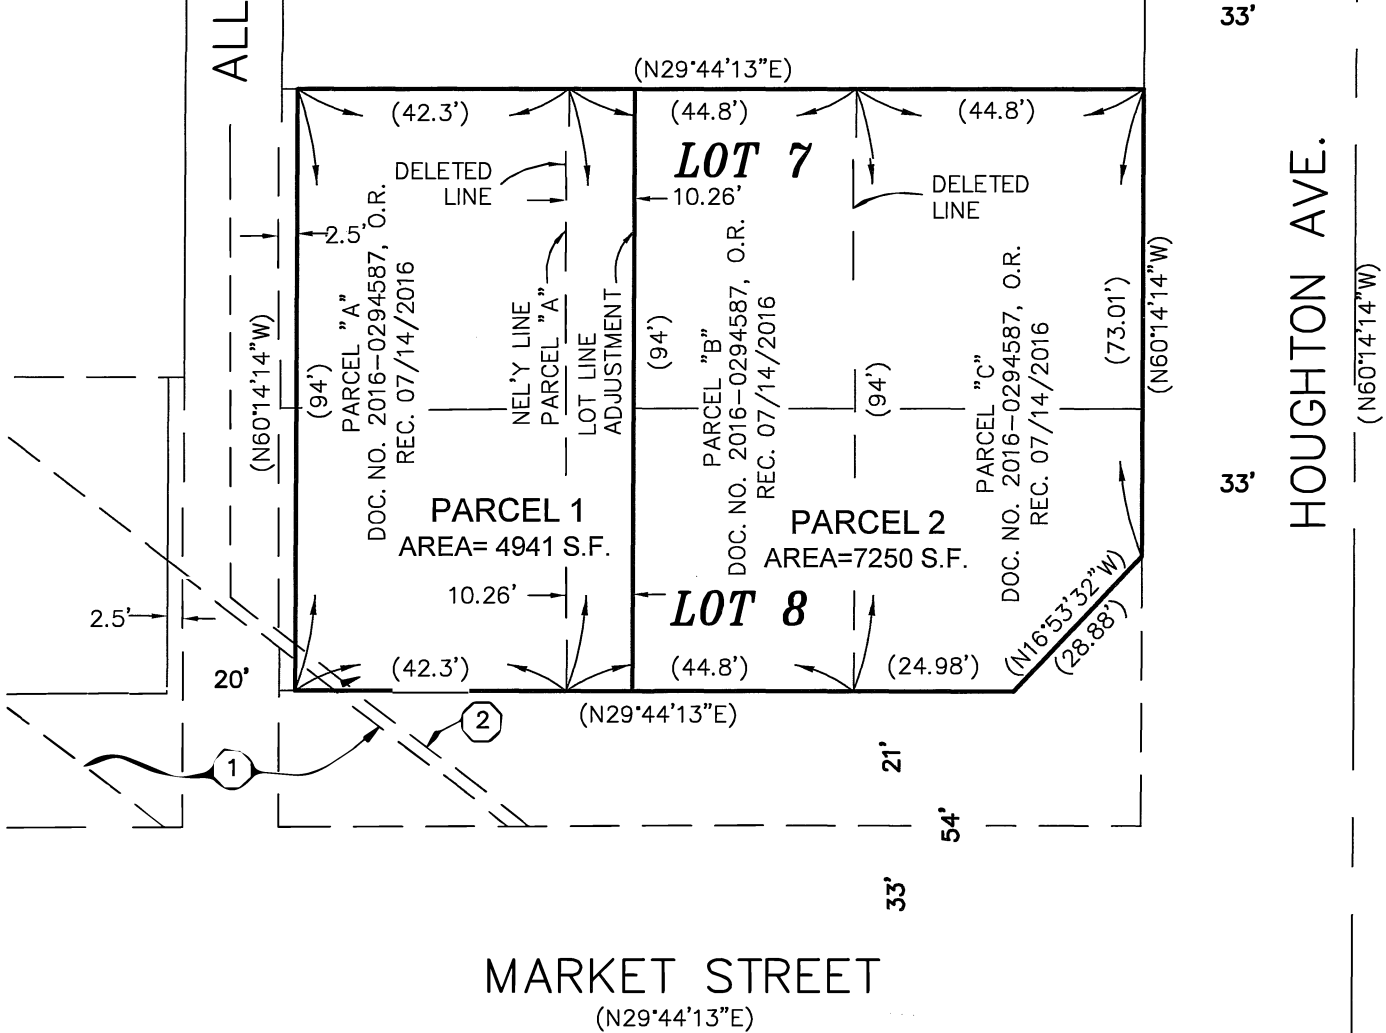 33'
ALL
(N29°44'13"E)
(42.3')
(44.8')
(44.8')
LOT 7
DELETED
LINE
10.26'
DELETED
LINE
2.5'
(N60°14'14"W)
(94')
PARCEL "A"
DOC. NO. 2016-0294587, O.R.
REC. 07/14/2016
NEL'Y LINE
PARCEL "A"
LOT LINE
ADJUSTMENT
(94')
PARCEL "B"
DOC. NO. 2016-0294587, O.R.
REC. 07/14/2016
(94')
PARCEL "C"
DOC. NO. 2016-0294587, O.R.
REC. 07/14/2016
(73.01')
(N60°14'14"W)
HOUGHTON AVE.
(N60°14'14"W)
33'
PARCEL 1
AREA= 4941 S.F.
PARCEL 2
AREA=7250 S.F.
10.26'
LOT 8
2.5'
20'
(42.3')
(44.8')
(24.98')
(N16°53'32"W)
(28.88')
(N29°44'13"E)
2
1
21'
54'
33'
MARKET STREET
(N29°44'13"E)